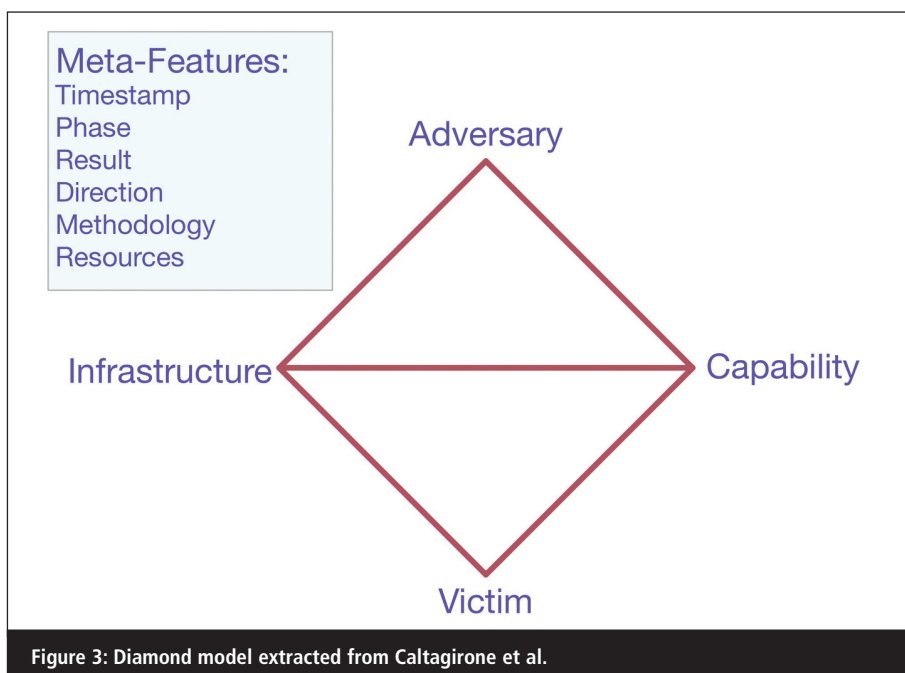 Meta-Features:
Timestamp
Phase
Result
Direction
Methodology
Resources
Adversary
Infrastructure
Capability
Victim
Figure 3: Diamond model extracted from Caltagirone et al.